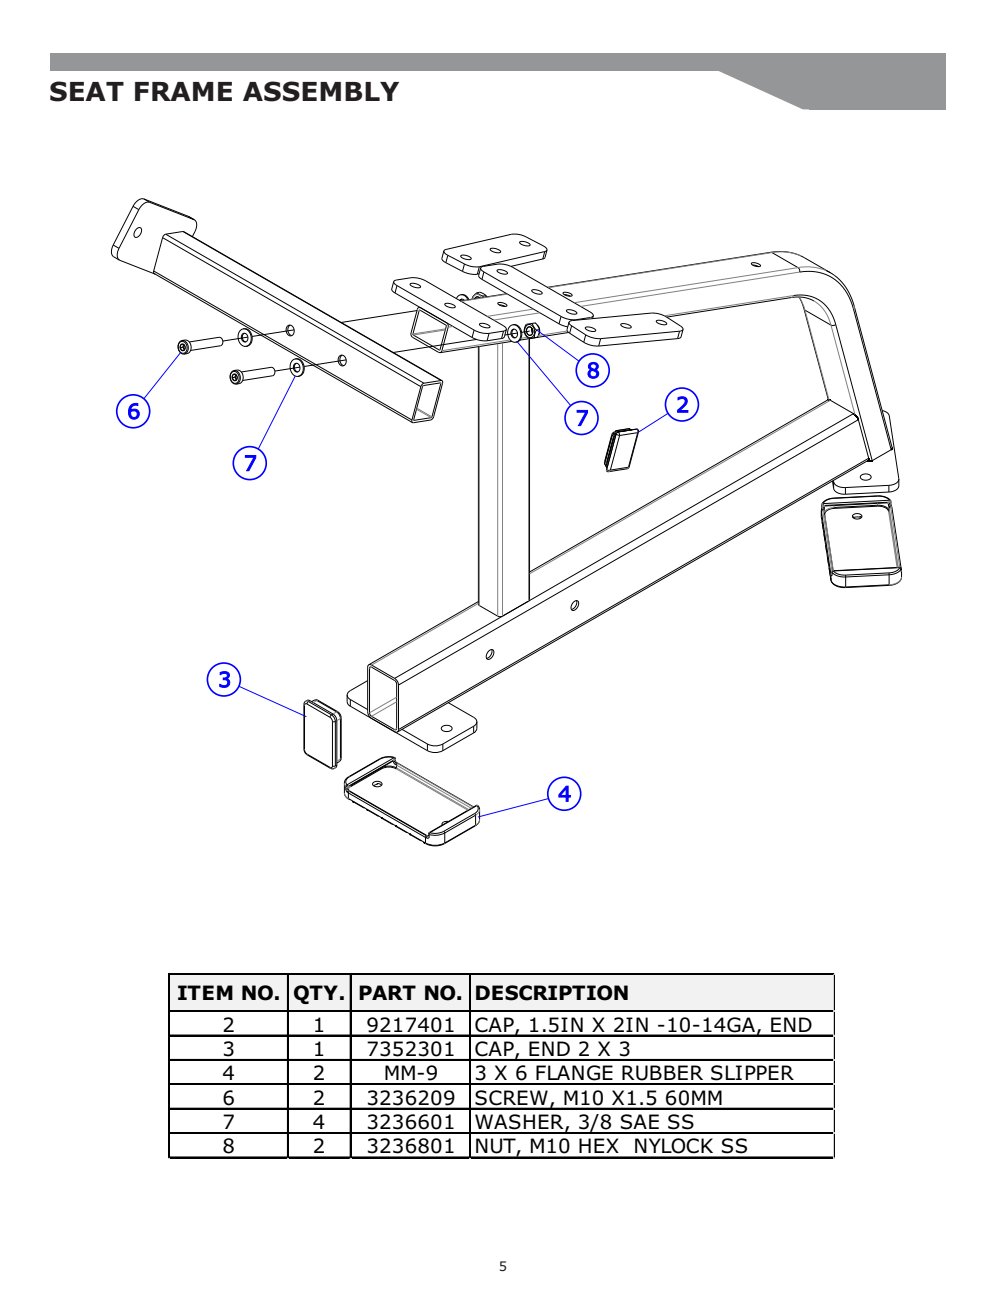 SEAT FRAME ASSEMBLY
8
2
6
7
7
3
4
ITEM NO. QTY. PART NO. DESCRIPTION
2 1 9217401 CAP, 1.5IN X 2IN -10-14GA, END
3 1 7352301 CAP, END 2 X 3
4 2 MM-9 3 X 6 FLANGE RUBBER SLIPPER
6 2 3236209 SCREW, M10 X1.5 60MM
7 4 3236601 WASHER, 3/8 SAE SS
8 2 3236801 NUT, M10 HEX  NYLOCK SS
5